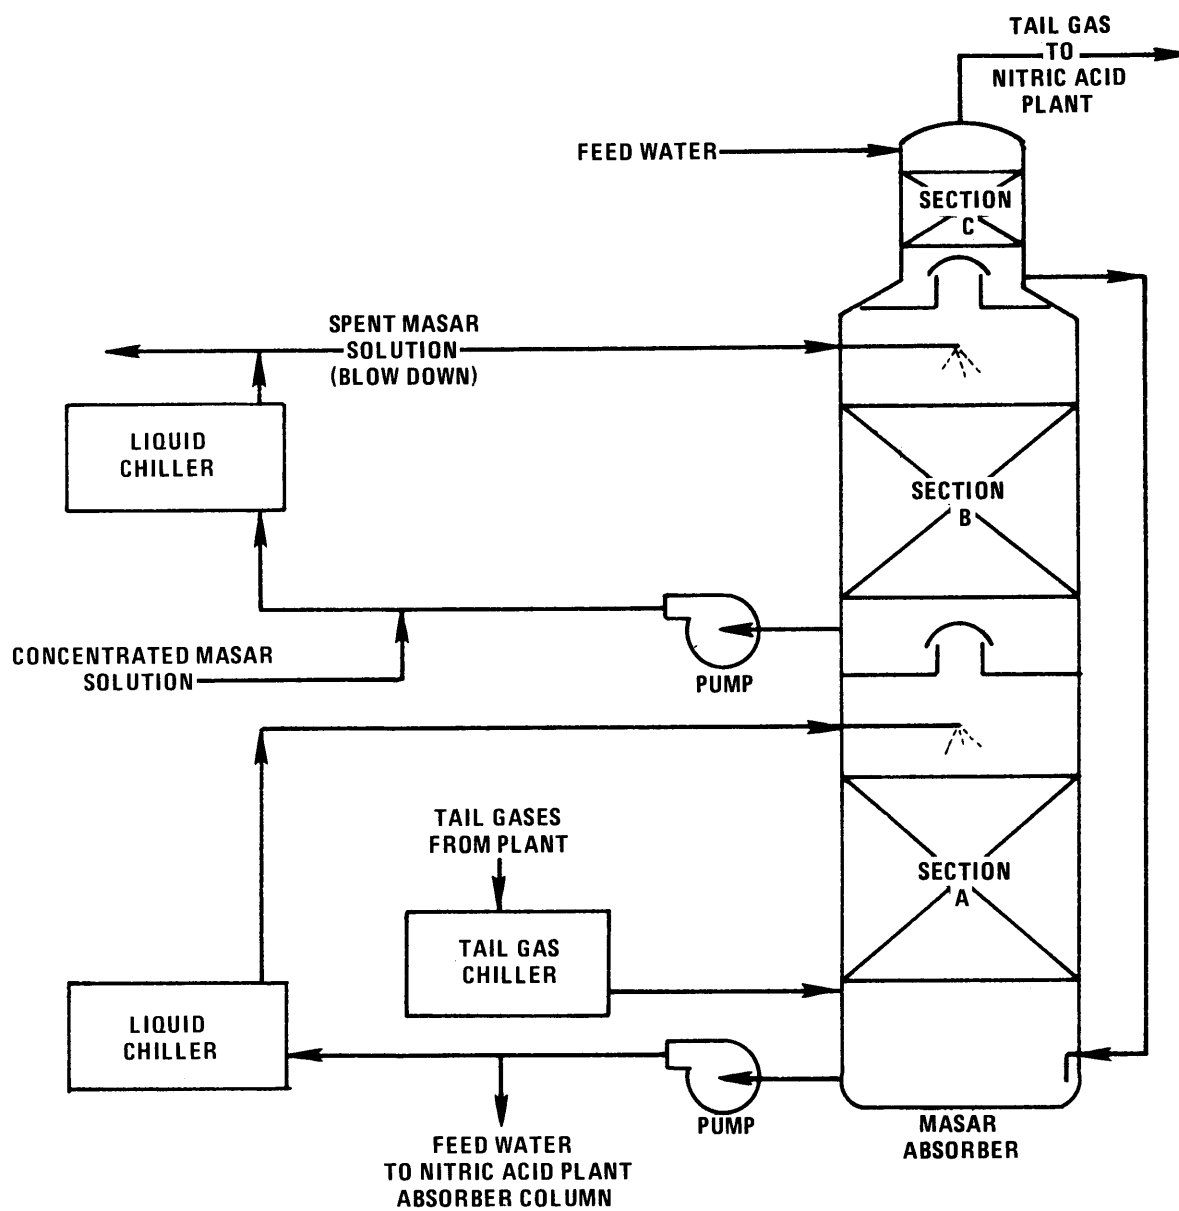 TAIL GAS
TO
NITRIC ACID
PLANT
FEED WATER
SECTION
C
SPENT MASAR
SOLUTION
(BLOW DOWN)
LIQUID
CHILLER
SECTION
B
CONCENTRATED MASAR
SOLUTION
PUMP
TAIL GASES
FROM PLANT
SECTION
A
TAIL GAS
CHILLER
LIQUID
CHILLER
PUMP
MASAR
ABSORBER
FEED WATER
TO NITRIC ACID PLANT
ABSORBER COLUMN